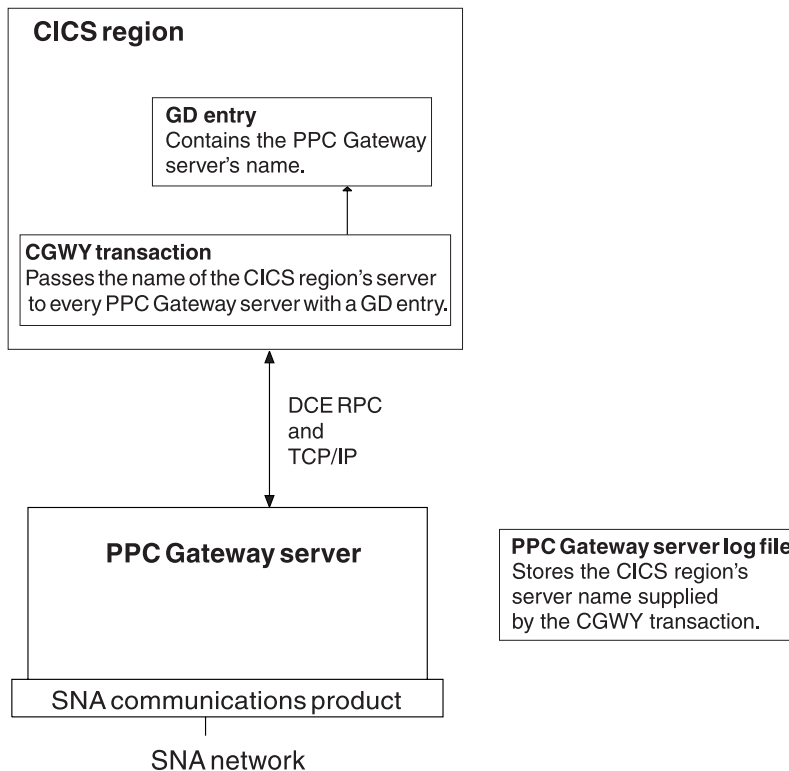 CICS region
GD entry
Contains the PPC Gateway
server's name.
CGWY transaction
Passes the name of the CICS region's server
to every PPC Gateway server with a GD entry.
DCE RPC
and
TCP/IP
PPC Gateway server
PPC Gateway server log file
Stores the CICS region's
server name supplied
by the CGWY transaction.
SNA communications product
SNA network